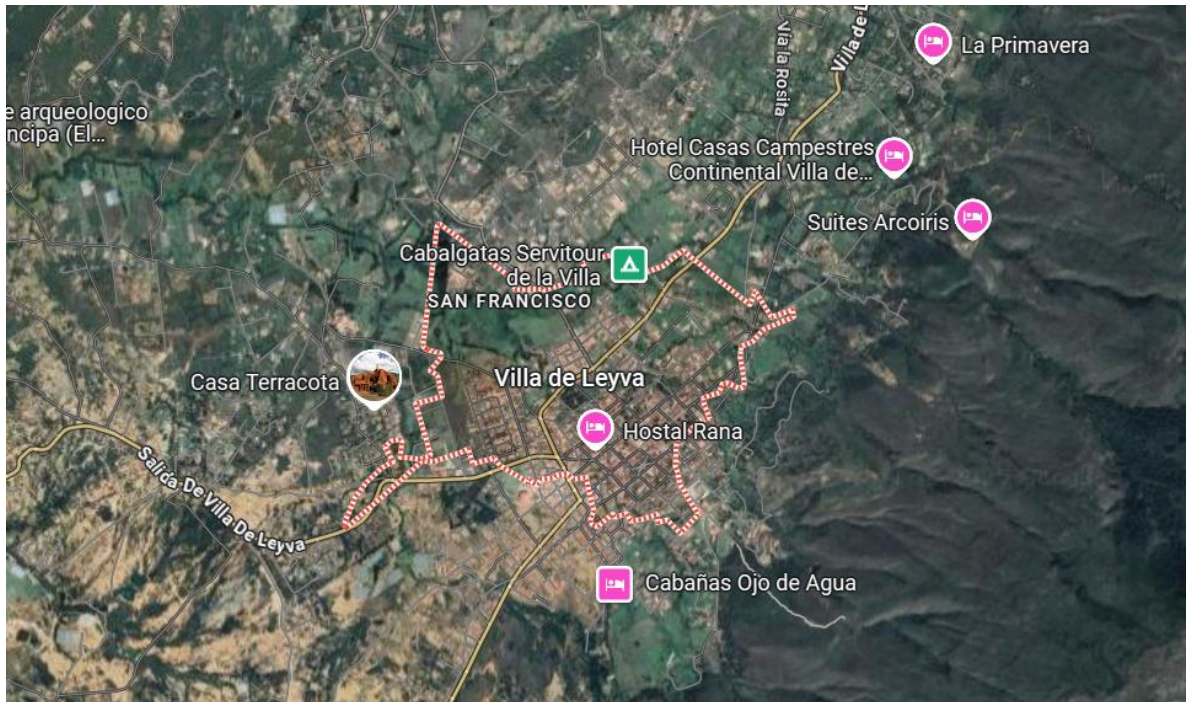 La Primavera
Villa de L
Vía la Rosita
e arqueologico
ncipa (El...
Hotel Casas Campestres
Continental Villa de...
Suites Arcoiris
Cabalgatas Servitour
de la Villa
SAN FRANCISCO
Casa Terracota
Villa de Leyva
Hostal Rana
Salida De Villa De Leyva
Cabañas Ojo de Agua